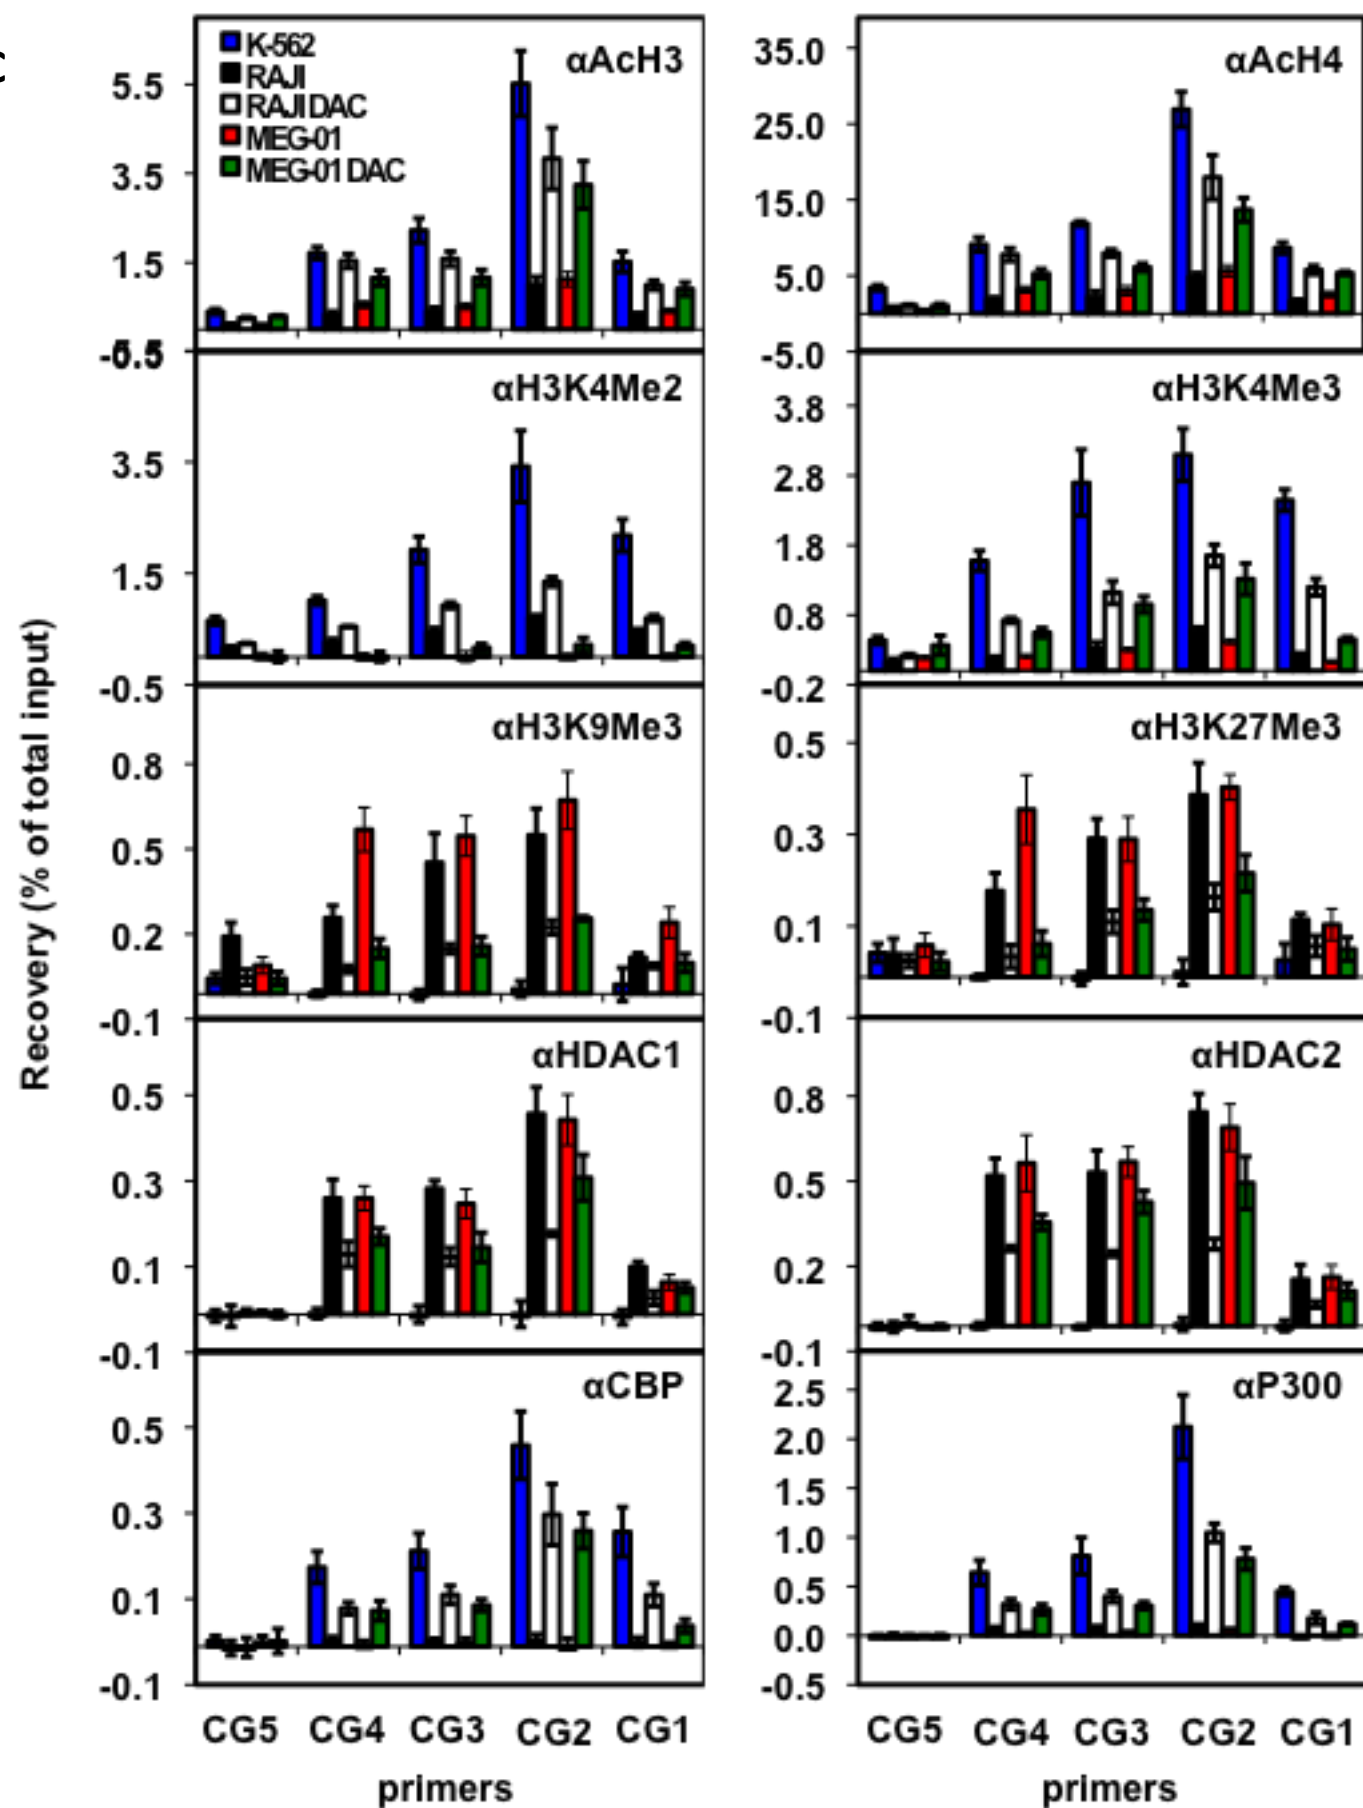 C
K-562
RAJI
RAJI DAC
MEG-01
MEG-01 DAC
αAcH3
5.5
3.5
1.5
αAcH4
35.0
25.0
15.0
5.0
-5.0
αH3K4Me2
3.5
1.5
-0.5
αH3K4Me3
3.8
2.8
1.8
0.8
-0.2
Recovery (% of total input)
αH3K9Me3
0.8
0.5
0.2
-0.1
αH3K27Me3
0.5
0.3
0.1
-0.1
αHDAC1
0.5
0.3
0.1
-0.1
αHDAC2
0.8
0.5
0.2
-0.1
αCBP
0.5
0.3
0.1
-0.1
αP300
2.5
2.0
1.5
1.0
0.5
0.0
-0.5
CG5 CG4 CG3 CG2 CG1
primers
CG5 CG4 CG3 CG2 CG1
primers